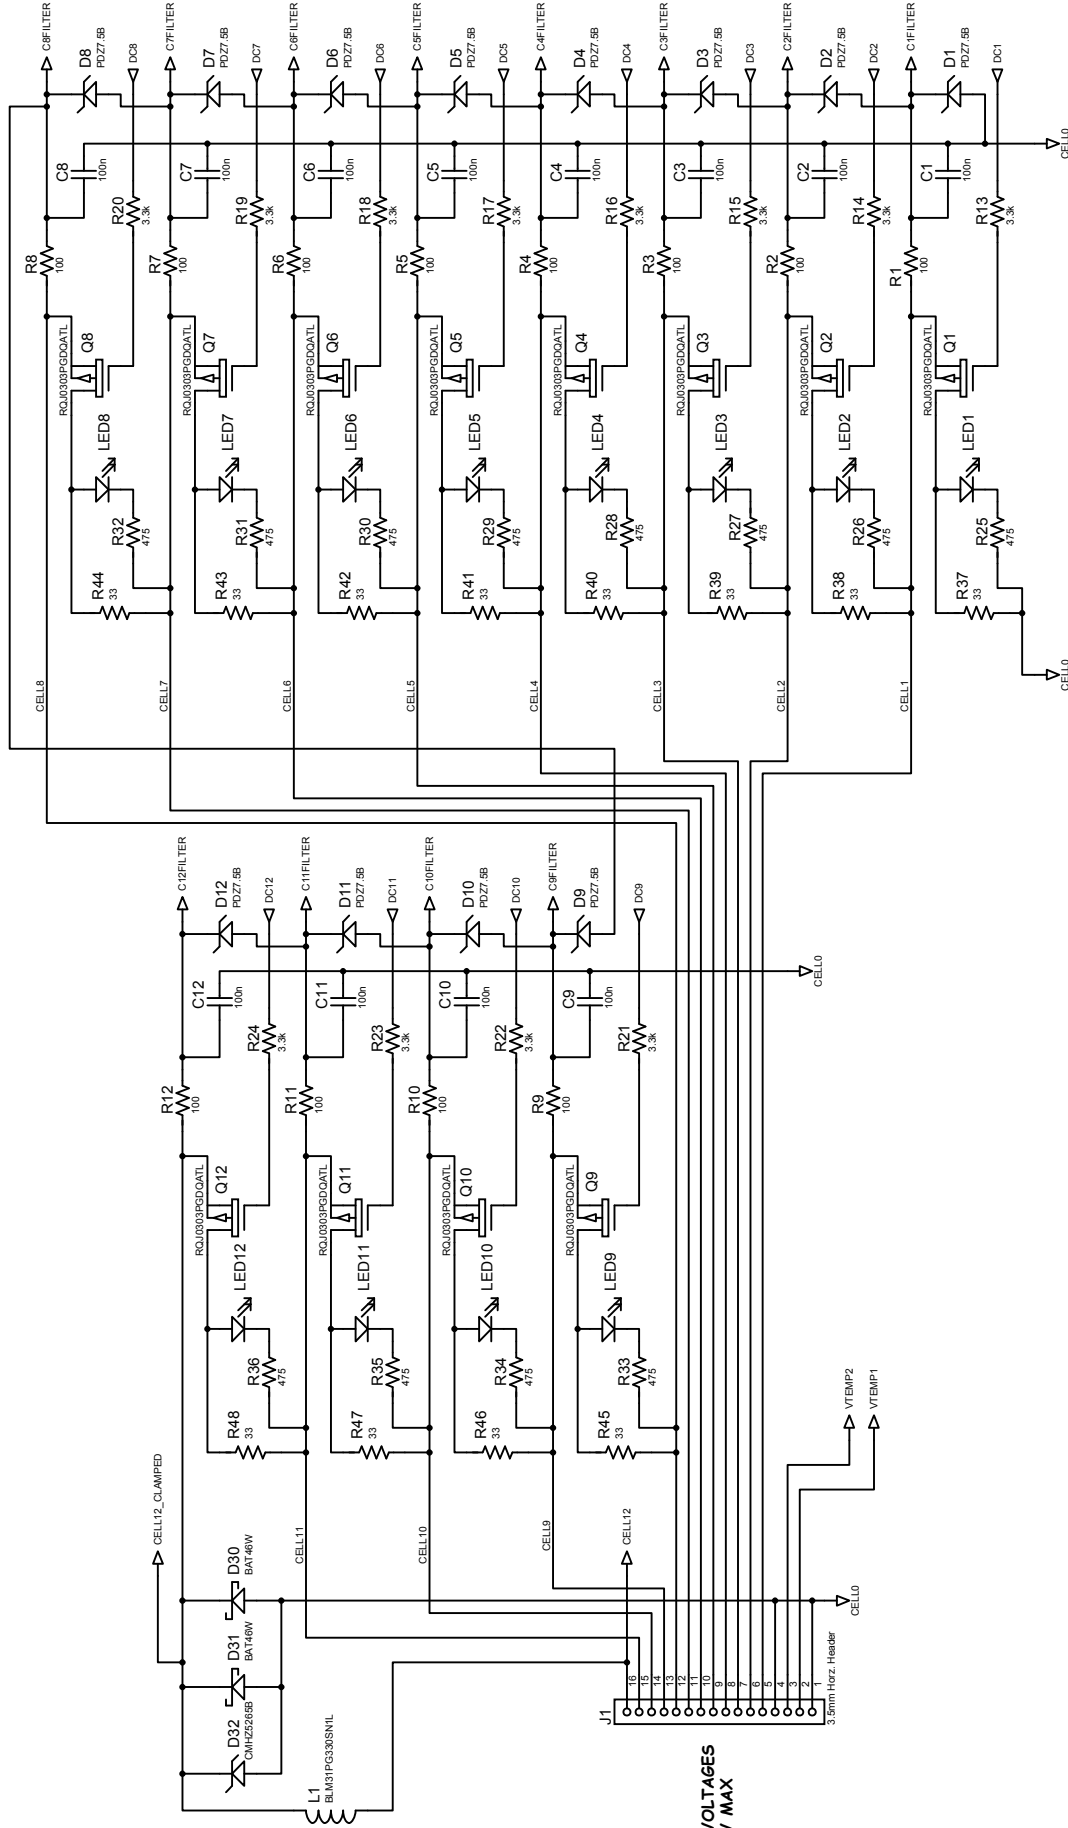 C8FILTER
D8
PDZ7.5B
DC8
C8
100n
R20
3.3k
R8
100
Q8
RQJ0303PGDQATL
LED8
R32
475
R44
33
CELL8
C7FILTER
D7
PDZ7.5B
DC7
C7
100n
R19
3.3k
R7
100
Q7
RQJ0303PGDQATL
LED7
R31
475
R43
33
CELL7
C6FILTER
D6
PDZ7.5B
DC6
C6
100n
R18
3.3k
R6
100
Q6
RQJ0303PGDQATL
LED6
R30
475
R42
33
CELL6
C5FILTER
D5
PDZ7.5B
DC5
C5
100n
R17
3.3k
R5
100
Q5
RQJ0303PGDQATL
LED5
R29
475
R41
33
CELL5
C4FILTER
D4
PDZ7.5B
DC4
C4
100n
R16
3.3k
R4
100
Q4
RQJ0303PGDQATL
LED4
R28
475
R40
33
CELL4
C3FILTER
D3
PDZ7.5B
DC3
C3
100n
R15
3.3k
R3
100
Q3
RQJ0303PGDQATL
LED3
R27
475
R39
33
CELL3
C2FILTER
D2
PDZ7.5B
DC2
C2
100n
R14
3.3k
R2
100
Q2
RQJ0303PGDQATL
LED2
R26
475
R38
33
CELL2
C1FILTER
D1
PDZ7.5B
DC1
C1
100n
R13
3.3k
R1
100
Q1
RQJ0303PGDQATL
LED1
R25
475
R37
33
CELL1
CELL0
CELL0
C12FILTER
D12
PDZ7.5B
DC12
C12
100n
R24
3.3k
R12
100
Q12
RQJ0303PGDQATL
LED12
R36
475
R48
33
C11FILTER
D11
PDZ7.5B
DC11
C11
100n
R23
3.3k
R11
100
Q11
RQJ0303PGDQATL
LED11
R35
475
R47
33
CELL11
C10FILTER
D10
PDZ7.5B
DC10
C10
100n
R22
3.3k
R10
100
Q10
RQJ0303PGDQATL
LED10
R34
475
R46
33
CELL10
C9FILTER
D9
PDZ7.5B
DC9
C9
100n
R21
3.3k
R9
100
Q9
RQJ0303PGDQATL
LED9
R33
475
R45
33
CELL9
CELL0
CELL12_CLAMPED
D30
BAT46W
D31
BAT46W
D32
CMHZ5265B
L1
BLM31PG330SN1L
CELL12
VTEMP2
VTEMP1
CELL0
J1
16
15
14
13
12
11
10
9
8
7
6
5
4
3
2
1
3.5mm Horz. Header
VOLTAGES
MAX